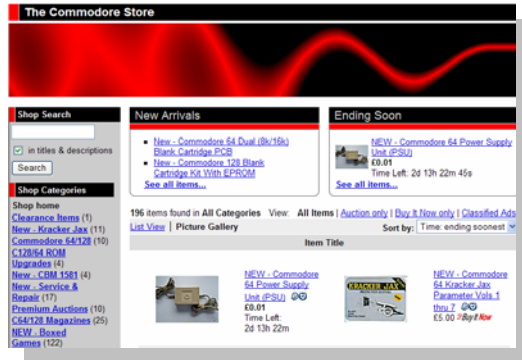 The Commodore Store
Shop Search
in titles & descriptions
Search
Shop Categories
Shop home
Clearance Items (1)
New - Kracker Jax (11)
Commodore 64/128 (10)
C128/64 ROM
Upgrades (4)
New - CBM 1581 (4)
New - Service &
Repair (17)
Premium Auctions (10)
C64/128 Magazines (25)
NEW - Boxed
Games (122)
New Arrivals
New - Commodore 64 Dual (8k/16k)
Blank Cartridge PCB
New - Commodore 128 Blank
Cartridge Kit With EPROM
See all items...
Ending Soon
NEW - Commodore 64 Power Supply
Unit (PSU)
£0.01
Time Left: 2d 13h 22m 45s
See all items...
196 items found in All Categories View: All Items | Auction only | Buy It Now only | Classified Ads
List View | Picture Gallery Sort by: Time: ending soonest
Item Title
NEW - Commodore
64 Power Supply
Unit (PSU)
£0.01
Time Left:
2d 13h 22m
KRACKER JAX
NEW - Commodore
64 Kracker Jax
Parameter Vols 1
thru 7
£5.00 Buy It Now